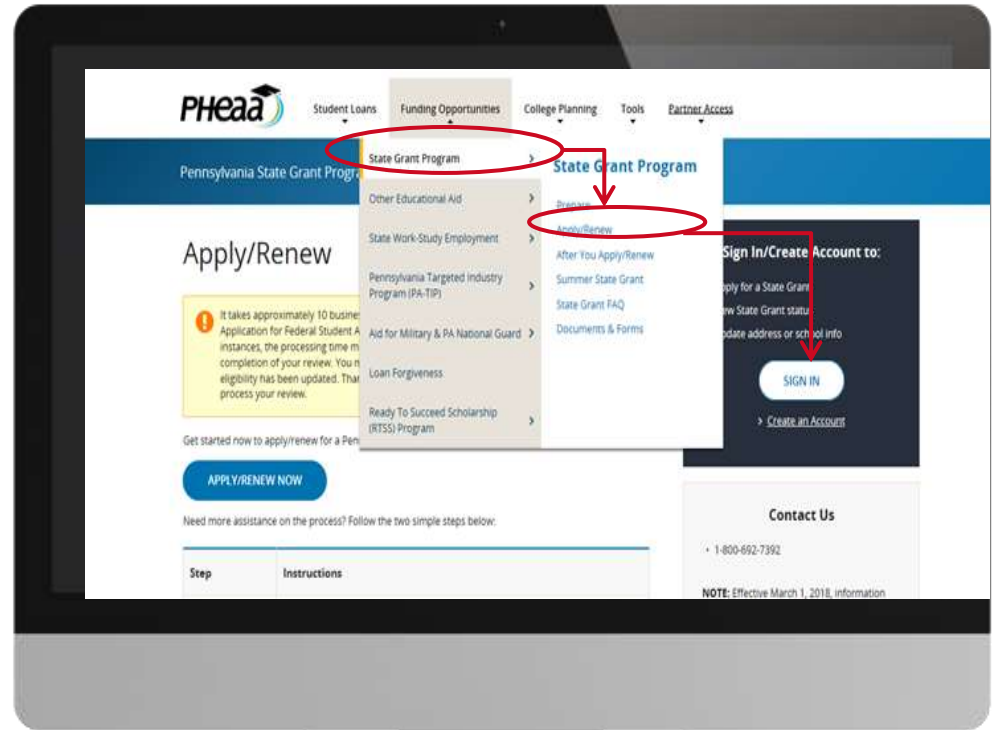 PHEAA
Student Loans
Funding Opportunities
College Planning
Tools
Partner Access
Pennsylvania State Grant Progra
State Grant Program
Other Educational Aid
State Work-Study Employment
Pennsylvania Targeted Industry
Program (PA-TIP)
Aid for Military & PA National Guard
Loan Forgiveness
Ready To Succeed Scholarship
(RTSS) Program
State Grant Program
Prepare
Apply/Renew
After You Apply/Renew
Summer State Grant
State Grant FAQ
Documents & Forms
Apply/Renew
It takes approximately 10 busines
Application for Federal Student A
instances, the processing time m
completion of your review. You m
eligibility has been updated. Than
process your review.
Get started now to apply/renew for a Pen
APPLY/RENEW NOW
Need more assistance on the process? Follow the two simple steps below:
Step
Instructions
Sign In/Create Account to:
pply for a State Gran
ew State Grant statu
pdate address or school info
SIGN IN
> Create an Account
Contact Us
• 1-800-692-7392
NOTE: Effective March 1, 2018, information